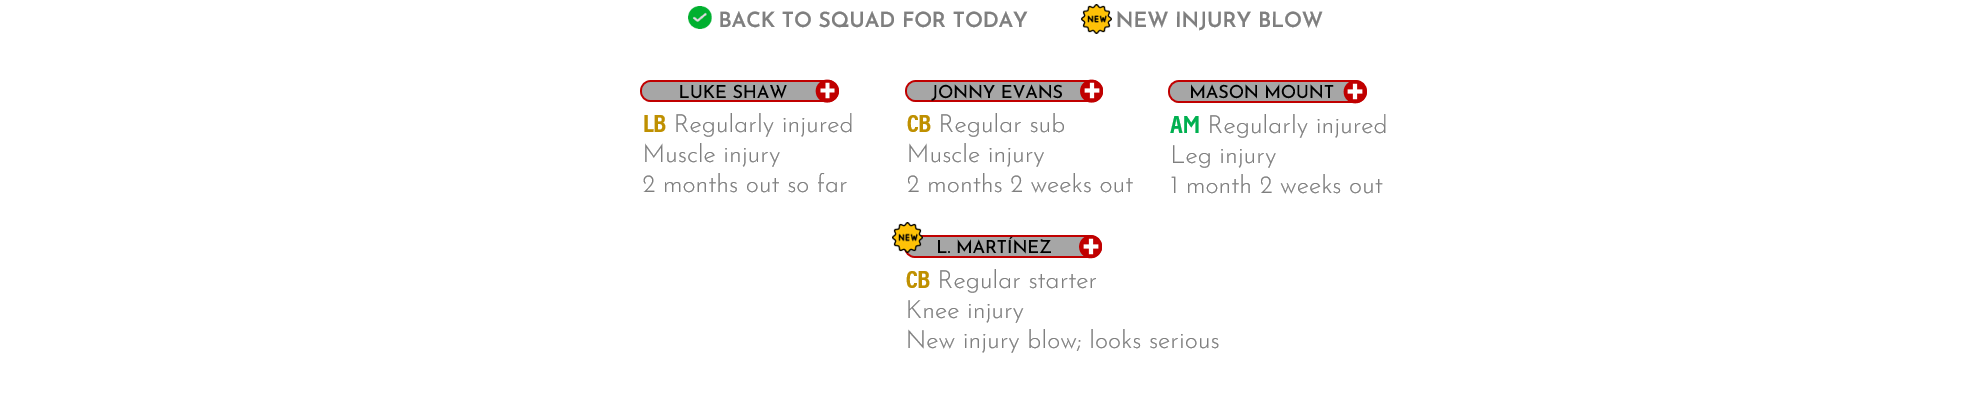 BACK TO SQUAD FOR TODAY
NEW NEW INJURY BLOW
LUKE SHAW
LB Regularly injured
Muscle injury
2 months out so far
JONNY EVANS
CB Regular sub
Muscle injury
2 months 2 weeks out
MASON MOUNT
AM Regularly injured
Leg injury
1 month 2 weeks out
NEW L. MARTÍNEZ
CB Regular starter
Knee injury
New injury blow; looks serious